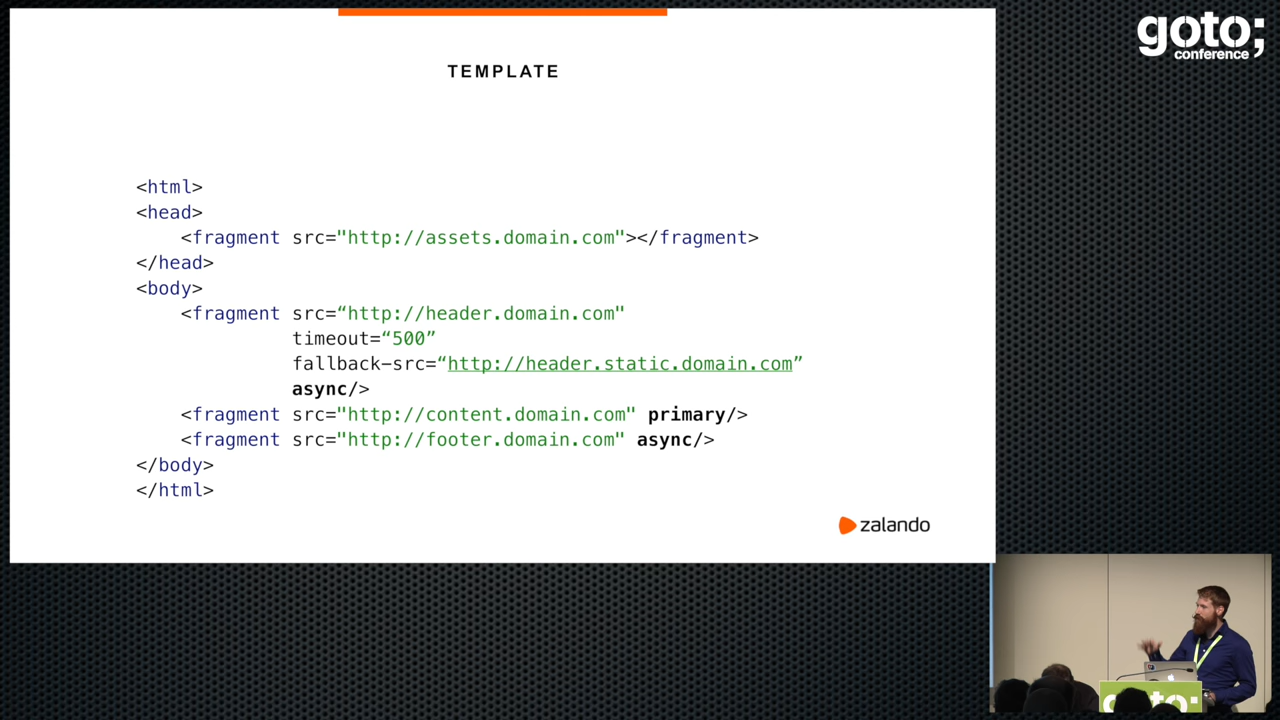 goto;
conference
TEMPLATE
<html>
<head>
<fragment src="http://assets.domain.com"></fragment>
</head>
<body>
<fragment src=“http://header.domain.com"
timeout=“500”
fallback-src=“http://header.static.domain.com”
async/>
<fragment src="http://content.domain.com" primary/>
<fragment src="http://footer.domain.com" async/>
</body>
</html>
zalando
goto;